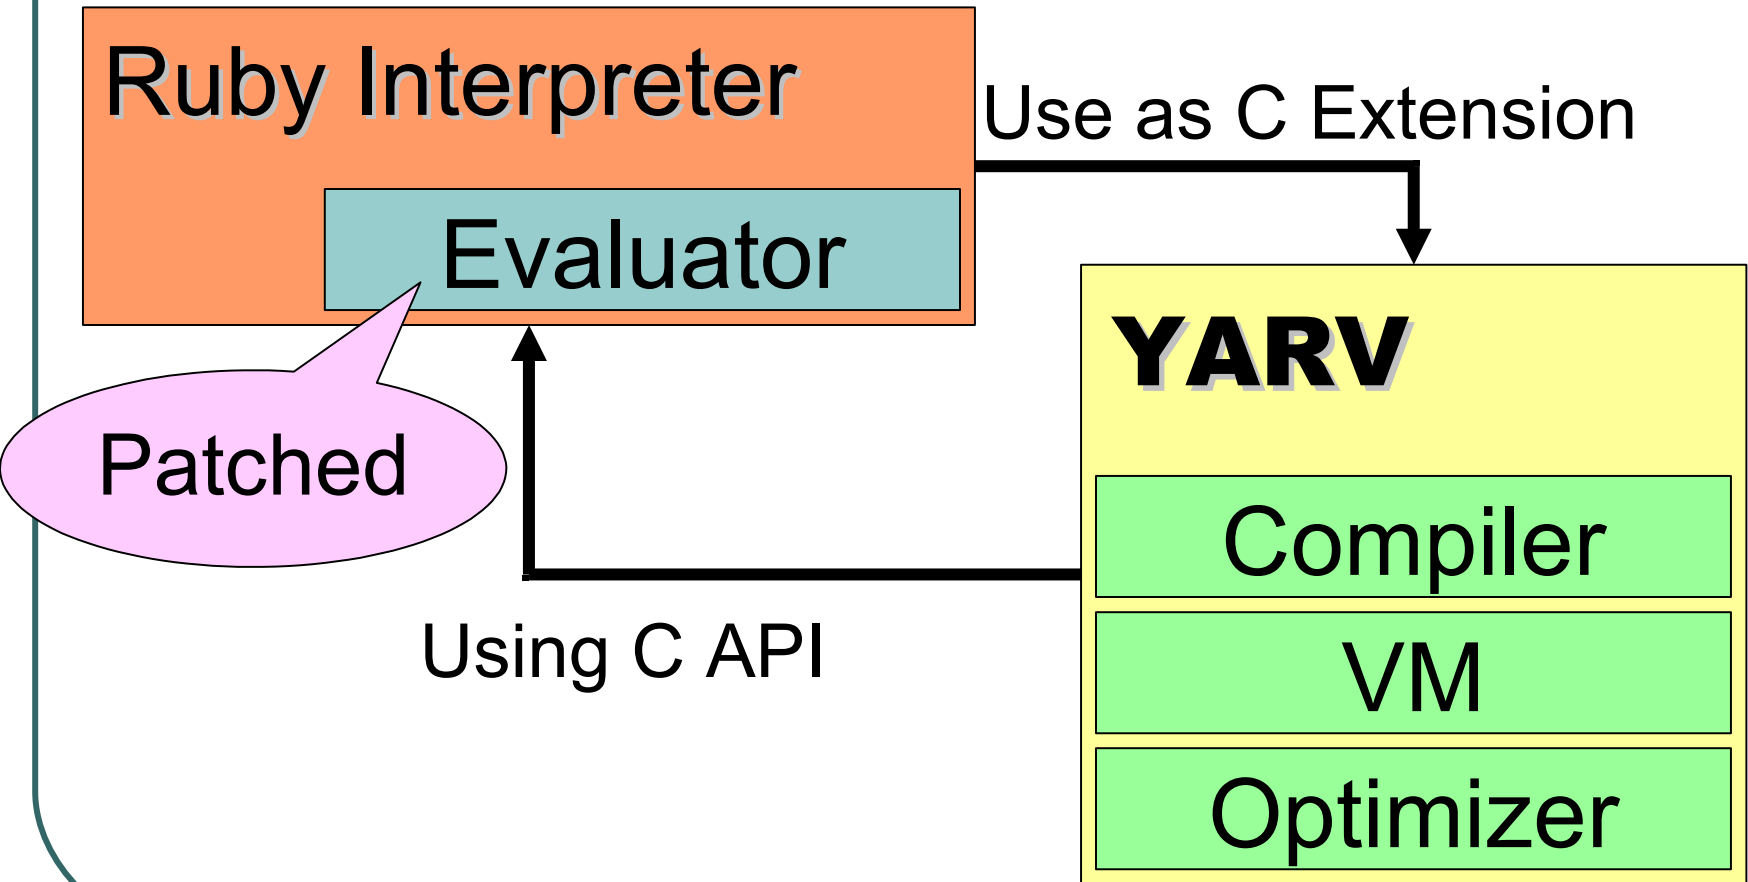 Ruby Interpreter
Use as C Extension
Evaluator
YARV
Patched
Compiler
Using C API
VM
Optimizer